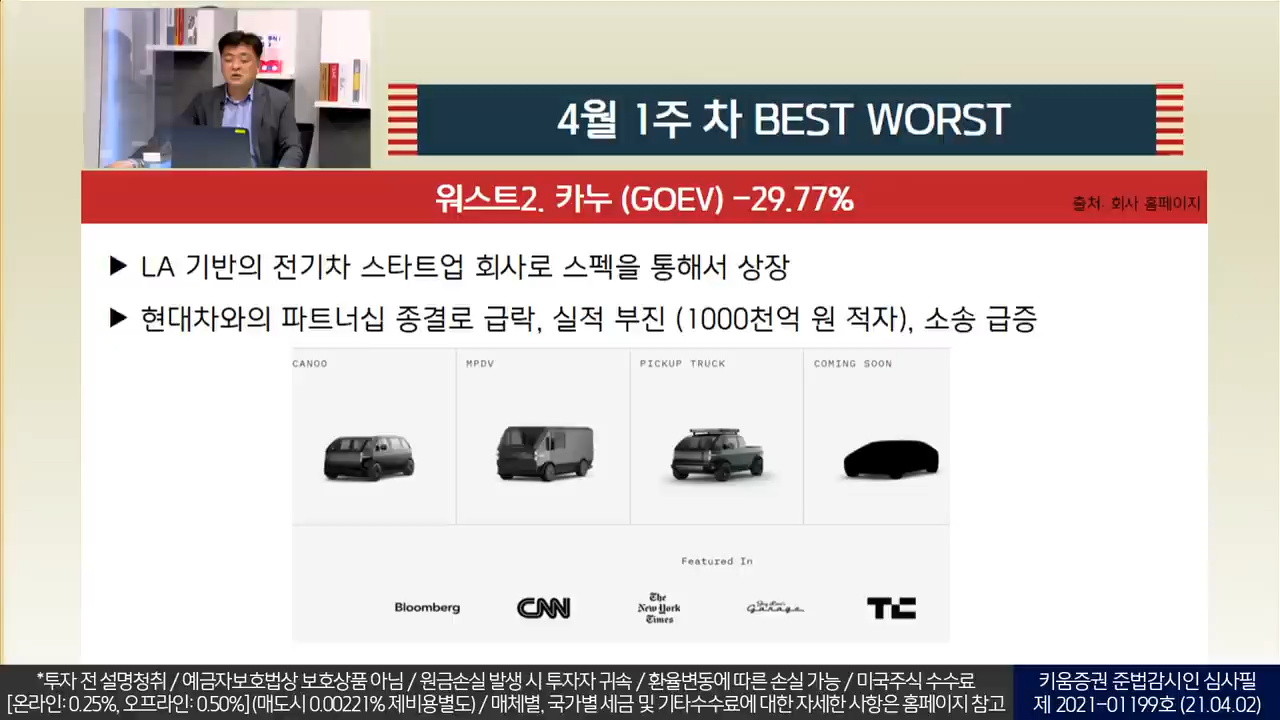 4월 1주 차 BEST WORST
워스트2. 카누 (GOEV) -29.77%
출처: 회사 홈페이지
▶ LA 기반의 전기차 스타트업 회사로 스펙을 통해서 상장
▶ 현대차와의 파트너십 종결로 급락, 실적 부진 (1000천억 원 적자), 소송 급증
CANOO
MPDV
PICKUP TRUCK
COMING SOON
Featured In
Bloomberg
CNN
The
New York
Times
Jay Leno's
Garage
TC
*투자 전 설명청취 / 예금자보호법상 보호상품 아님 / 원금손실 발생 시 투자자 귀속 / 환율변동에 따른 손실 가능 / 미국주식 수수료
[온라인: 0.25%, 오프라인: 0.50%] (매도시 0.00221% 제비용별도) / 매체별, 국가별 세금 및 기타수수료에 대한 자세한 사항은 홈페이지 참고
키움증권 준법감시인 심사필
제 2021-01199호 (21.04.02)